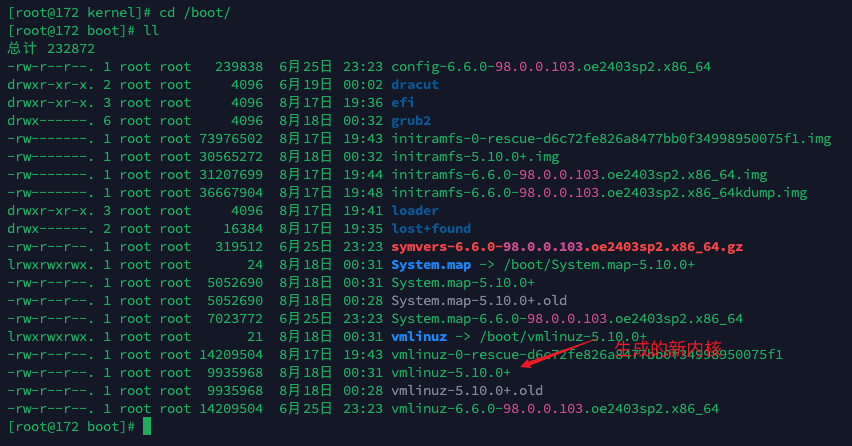 [root@172 kernel]# cd /boot/
[root@172 boot]# ll
总计 232872
-rw-r--r--. 1 root root   239838  6月25日 23:23 config-6.6.0-98.0.0.103.oe2403sp2.x86_64
drwxr-xr-x. 2 root root     4096  6月19日 00:02 dracut
drwxr-xr-x. 3 root root     4096  8月17日 19:36 efi
drwx------. 6 root root     4096  8月18日 00:32 grub2
-rw-------. 1 root root 73976502  8月17日 19:43 initramfs-0-rescue-d6c72fe826a8477bb0f34998950075f1.img
-rw-------. 1 root root 30565272  8月18日 00:32 initramfs-5.10.0+.img
-rw-------. 1 root root 31207699  8月17日 19:44 initramfs-6.6.0-98.0.0.103.oe2403sp2.x86_64.img
-rw-------. 1 root root 36667904  8月17日 19:48 initramfs-6.6.0-98.0.0.103.oe2403sp2.x86_64kdump.img
drwxr-xr-x. 3 root root     4096  8月17日 19:41 loader
drwx------. 2 root root    16384  8月17日 19:35 lost+found
-rw-r--r--. 1 root root   319512  6月25日 23:23 symvers-6.6.0-98.0.0.103.oe2403sp2.x86_64.gz
lrwxrwxrwx. 1 root root       24  8月18日 00:31 System.map -> /boot/System.map-5.10.0+
-rw-r--r--. 1 root root  5052690  8月18日 00:31 System.map-5.10.0+
-rw-r--r--. 1 root root  5052690  8月18日 00:28 System.map-5.10.0+.old
-rw-r--r--. 1 root root  7023772  6月25日 23:23 System.map-6.6.0-98.0.0.103.oe2403sp2.x86_64
lrwxrwxrwx. 1 root root       21  8月18日 00:31 vmlinuz -> /boot/vmlinuz-5.10.0+
生成的新内核
-rwxr-xr-x. 1 root root 14209504  8月17日 19:43 vmlinuz-0-rescue-d6c72fe826a8477bb0f34998950075f1
-rw-r--r--. 1 root root  9935968  8月18日 00:31 vmlinuz-5.10.0+
-rw-r--r--. 1 root root  9935968  8月18日 00:28 vmlinuz-5.10.0+.old
-rwxr-xr-x. 1 root root 14209504  6月25日 23:23 vmlinuz-6.6.0-98.0.0.103.oe2403sp2.x86_64
[root@172 boot]#